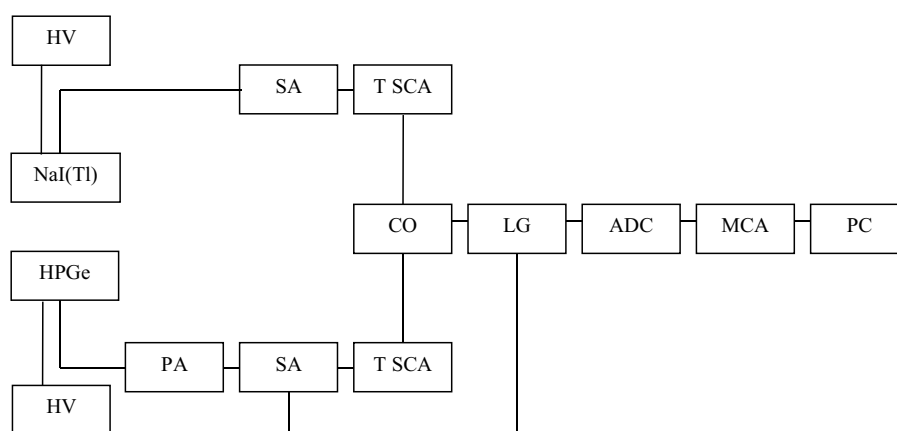 HV
SA
T SCA
NaI(Tl)
CO
LG
ADC
MCA
PC
HPGe
PA
SA
T SCA
HV